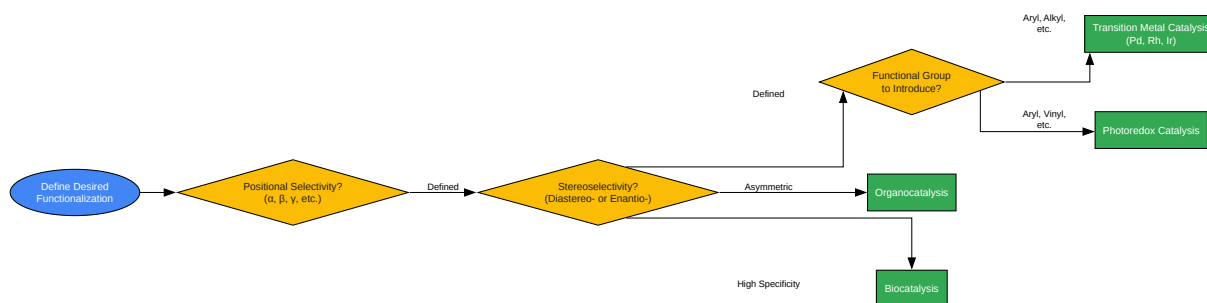 Define Desired
Functionalization
Positional Selectivity?
(α, β, γ, etc.)
Defined
Stereoselectivity?
(Diastereo- or Enantio-)
Defined
Functional Group
to Introduce?
Aryl, Alkyl,
etc.
Transition Metal Catalysis
(Pd, Rh, Ir)
Aryl, Vinyl,
etc.
Photoredox Catalysis
Asymmetric
Organocatalysis
High Specificity
Biocatalysis